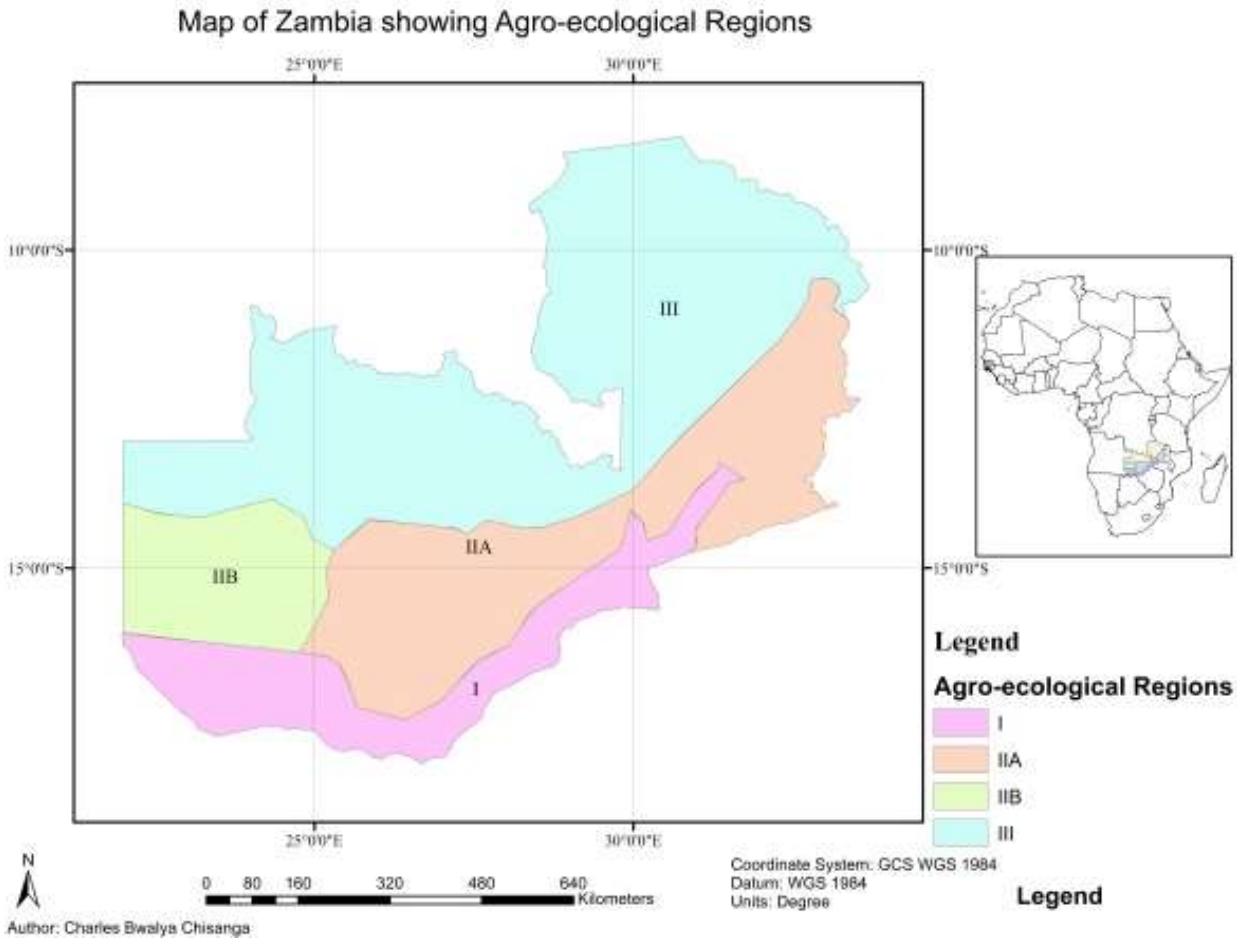 Map of Zambia showing Agro-ecological Regions
25°0'0"E 30°0'0"E
10°0'0"S 10°0'0"S
III
IIA
15°0'0"S 15°0'0"S
IIB
I
Legend
Agro-ecological Regions
I
IIA
IIB
III
25°0'0"E 30°0'0"E
N
0 80 160 320 480 640
Kilometers
Coordinate System: GCS WGS 1984
Datum: WGS 1984
Units: Degree
Legend
Author: Charles Bwalya Chisanga